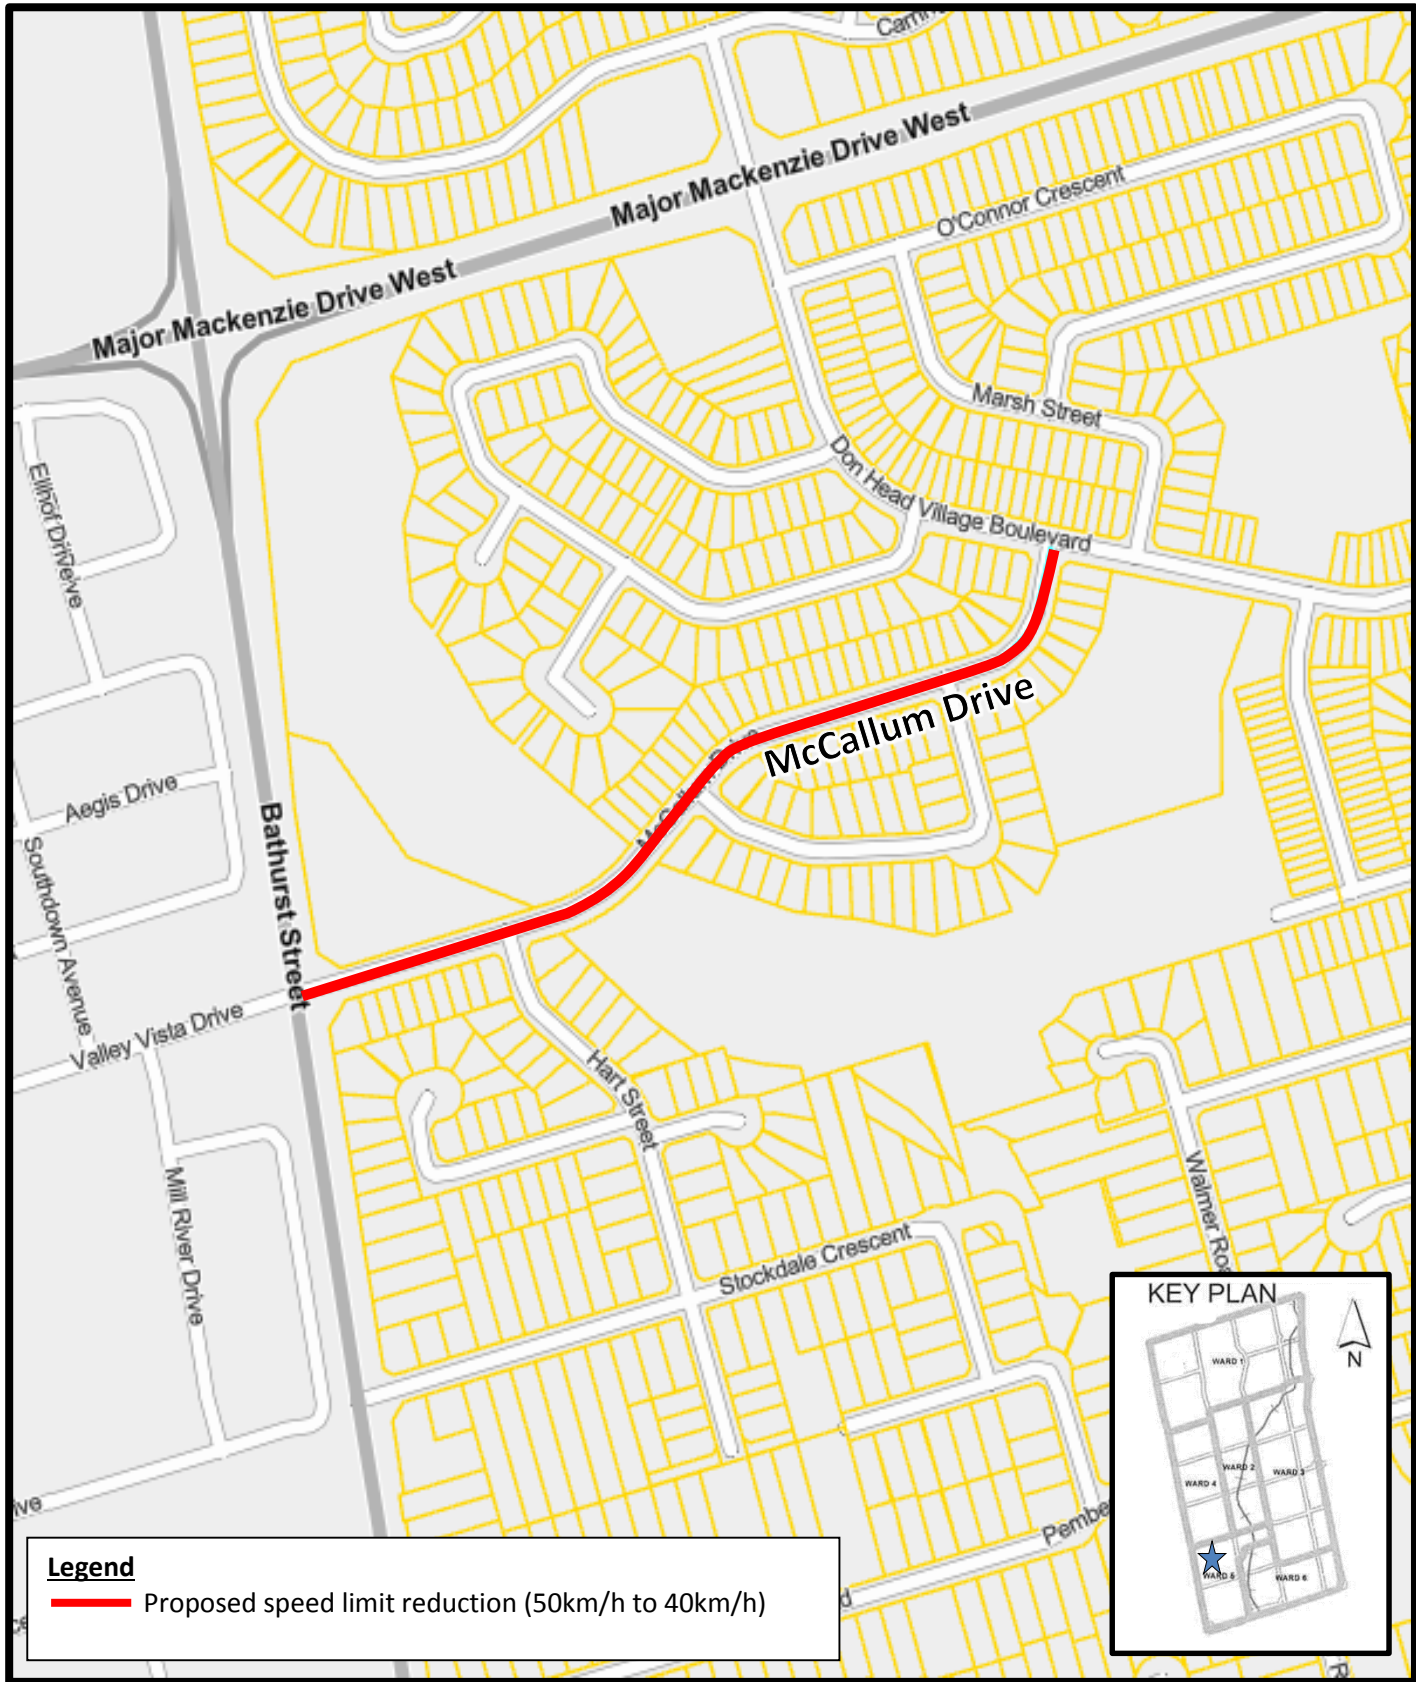 Major Mackenzie Drive West
O'Connor Crescent
Major Mackenzie Drive West
Marsh Street
Don Head Village Boulevard
Ellhof Drive
McCallum Drive
Aegis Drive
Bathurst Street
Southdown Avenue
Valley Vista Drive
Hart Street
Walmer
Mill River Drive
Stockdale Crescent
KEY PLAN
N
WARD 1
WARD 2
WARD 3
WARD 4
WARD 5
WARD 6
Legend
Proposed speed limit reduction (50km/h to 40km/h)